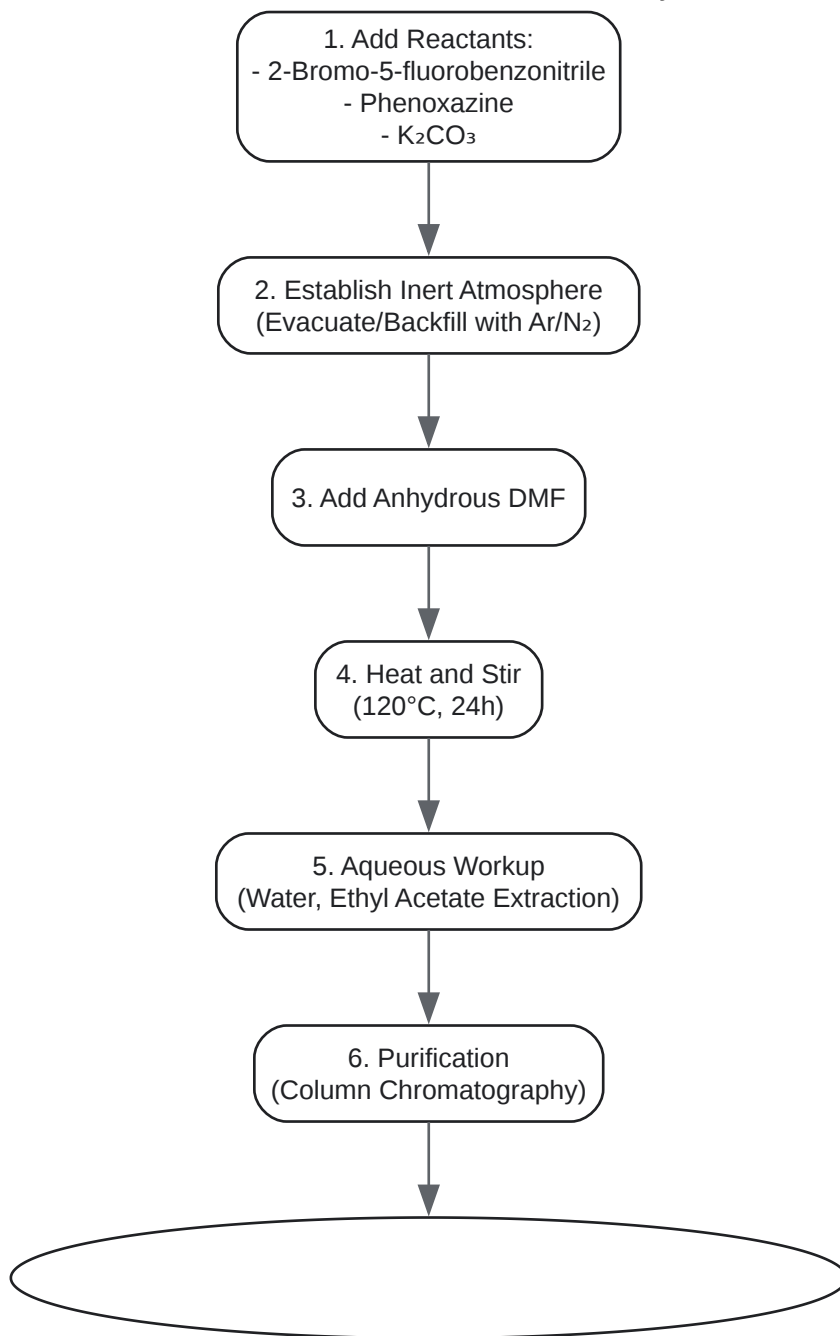 1. Add Reactants:
- 2-Bromo-5-fluorobenzonitrile
- Phenoxazine
- K₂CO₃
2. Establish Inert Atmosphere
(Evacuate/Backfill with Ar/N₂)
3. Add Anhydrous DMF
4. Heat and Stir
(120°C, 24h)
5. Aqueous Workup
(Water, Ethyl Acetate Extraction)
6. Purification
(Column Chromatography)